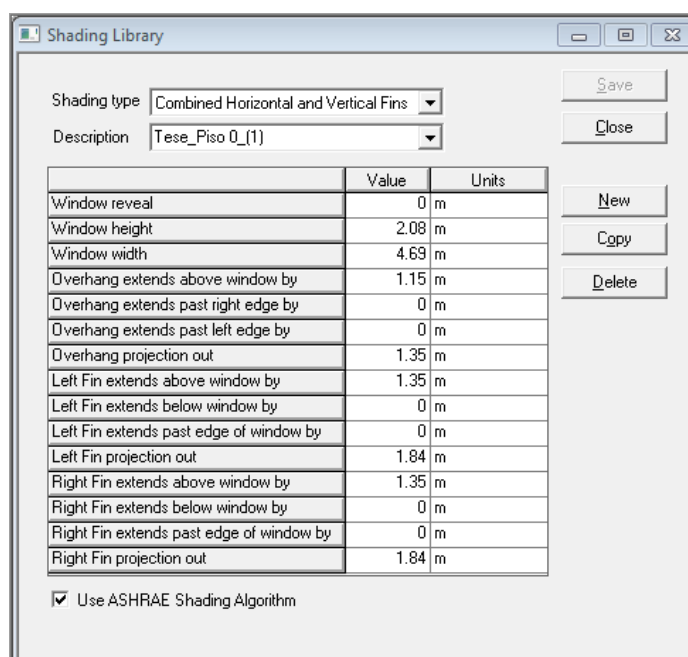 Shading Library
Shading type Combined Horizontal and Vertical Fins
Save
Description Tese_Piso 0_(1)
Close
Value Units
New
Copy
Delete
Window reveal 0 m
Window height 2.08 m
Window width 4.69 m
Overhang extends above window by 1.15 m
Overhang extends past right edge by 0 m
Overhang extends past left edge by 0 m
Overhang projection out 1.35 m
Left Fin extends above window by 1.35 m
Left Fin extends below window by 0 m
Left Fin extends past edge of window by 0 m
Left Fin projection out 1.84 m
Right Fin extends above window by 1.35 m
Right Fin extends below window by 0 m
Right Fin extends past edge of window by 0 m
Right Fin projection out 1.84 m
Use ASHRAE Shading Algorithm